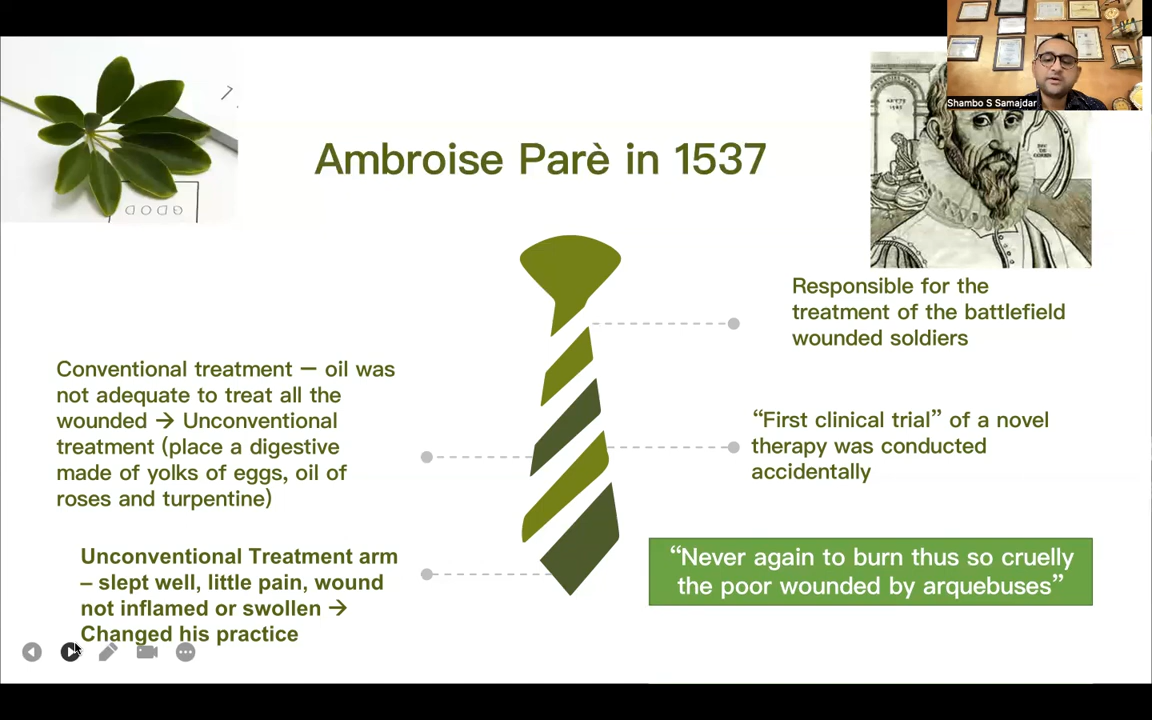 Shambo S Samajdar
Ambroise Parè in 1537
Responsible for the
treatment of the battlefield
wounded soldiers
Conventional treatment – oil was
not adequate to treat all the
wounded → Unconventional
treatment (place a digestive
made of yolks of eggs, oil of
roses and turpentine)
“First clinical trial” of a novel
therapy was conducted
accidentally
Unconventional Treatment arm
– slept well, little pain, wound
not inflamed or swollen →
Changed his practice
“Never again to burn thus so cruelly
the poor wounded by arquebuses”